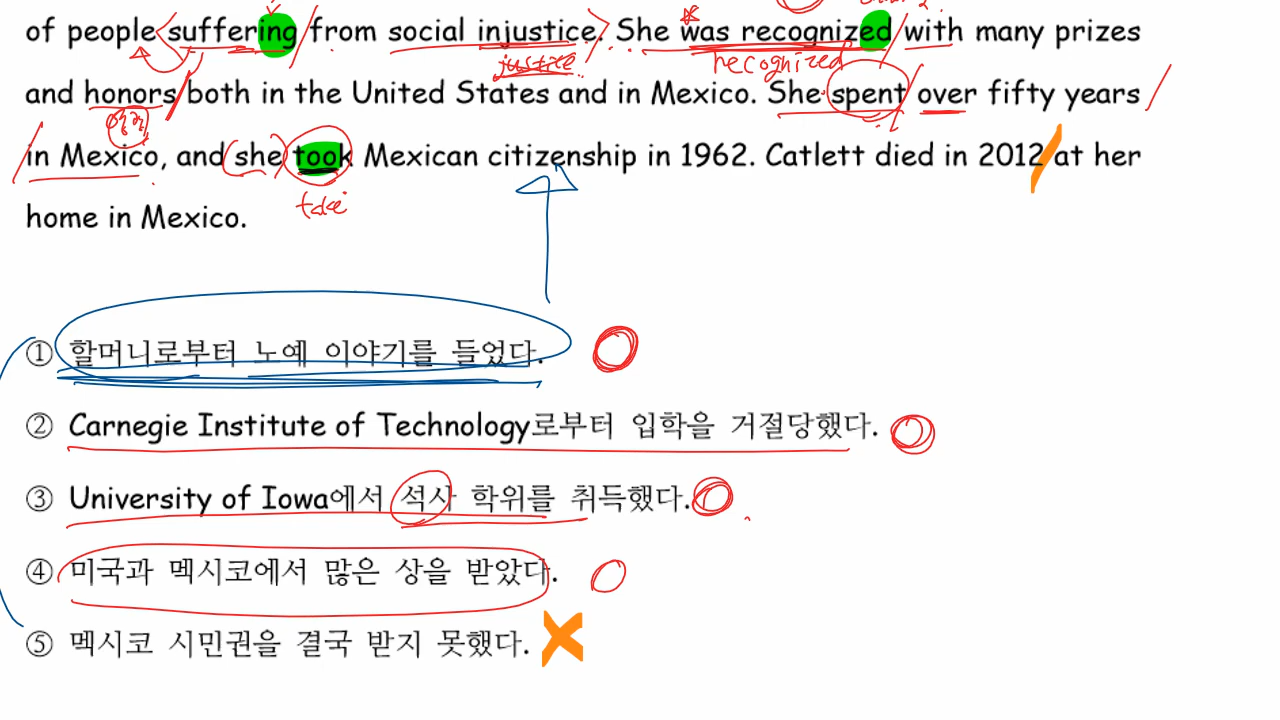 of people suffering from social injustice. She was recognized with many prizes
justice recognized
and honors both in the United States and in Mexico. She spent over fifty years
in Mexico, and she took Mexican citizenship in 1962. Catlett died in 2012 at her
take
home in Mexico.
① 할머니로부터 노예 이야기를 들었다.
② Carnegie Institute of Technology로부터 입학을 거절당했다.
③ University of Iowa에서 석사 학위를 취득했다.
④ 미국과 멕시코에서 많은 상을 받았다.
⑤ 멕시코 시민권을 결국 받지 못했다.